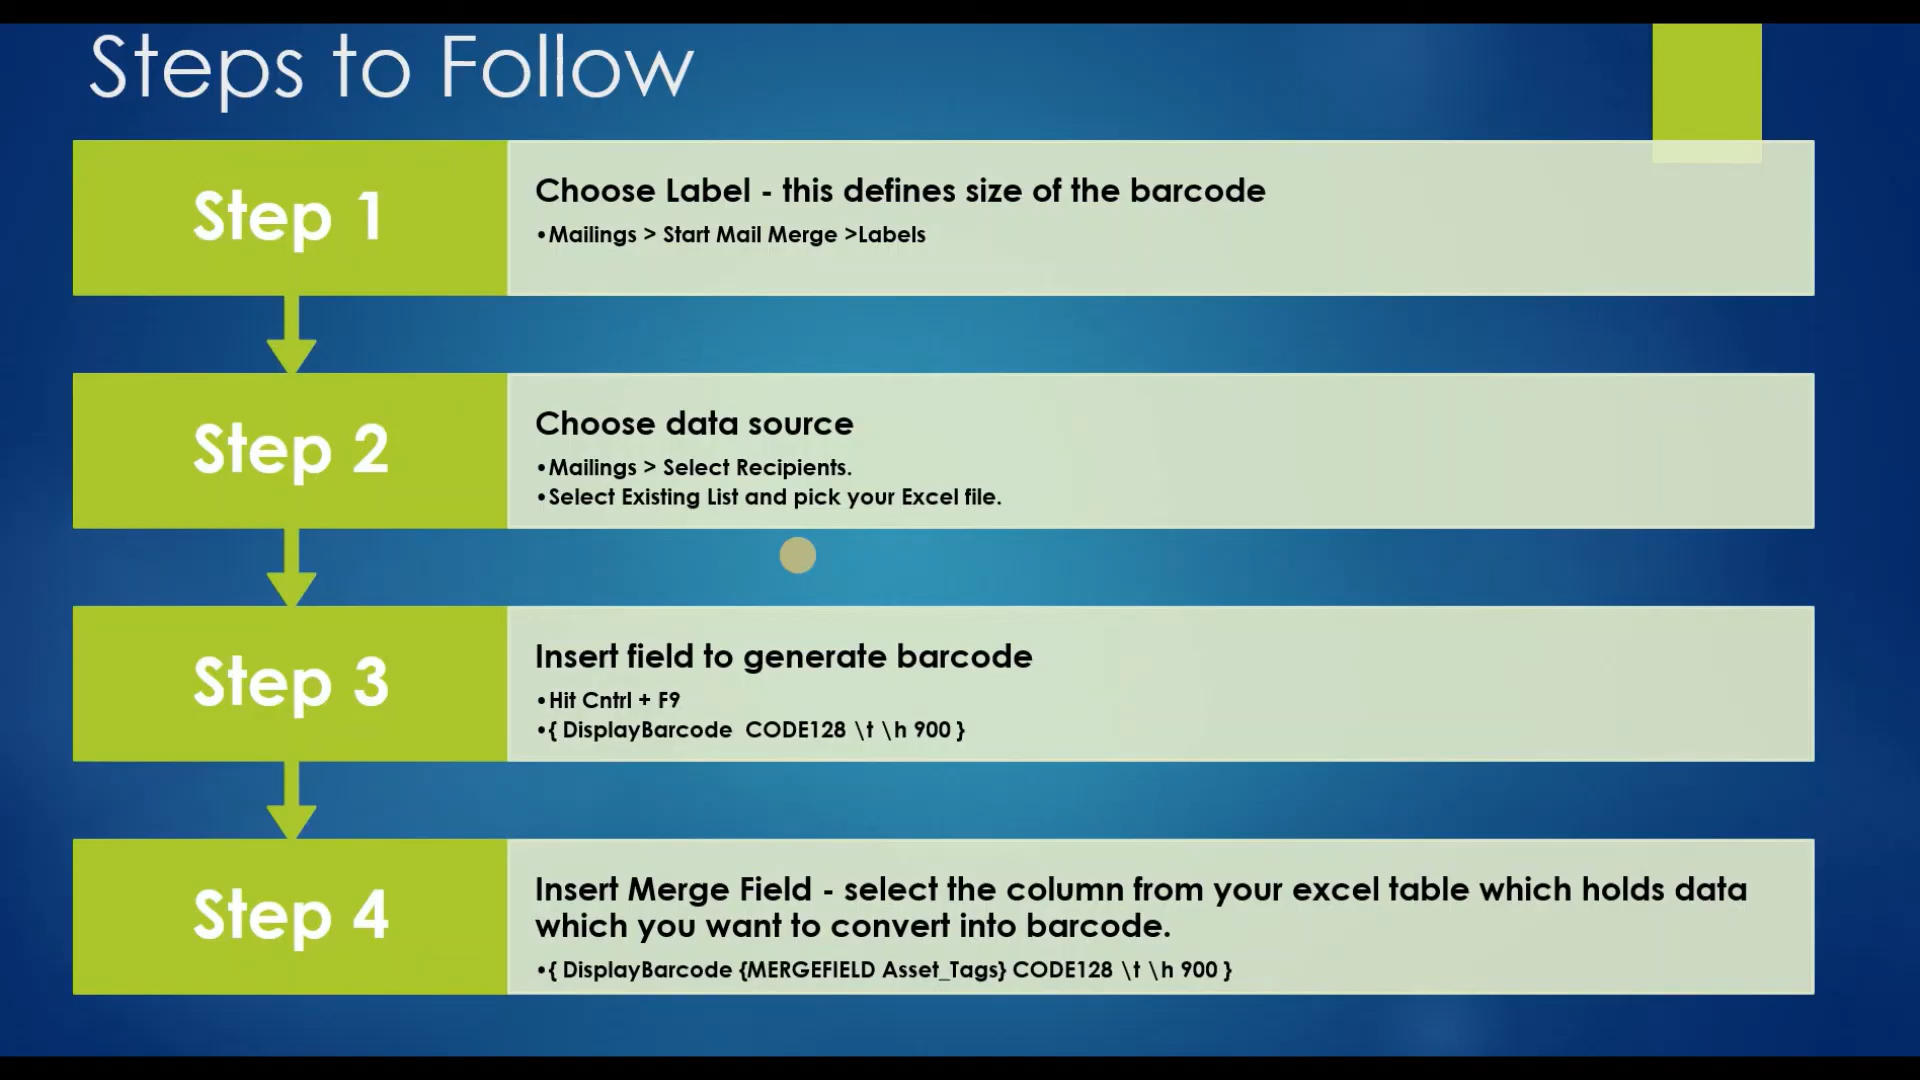 Steps to Follow
Step 1
Choose Label - this defines size of the barcode
•Mailings > Start Mail Merge >Labels
Step 2
Choose data source
•Mailings > Select Recipients.
•Select Existing List and pick your Excel file.
Step 3
Insert field to generate barcode
•Hit Cntrl + F9
•{ DisplayBarcode  CODE128 \t \h 900 }
Step 4
Insert Merge Field - select the column from your excel table which holds data
which you want to convert into barcode.
•{ DisplayBarcode {MERGEFIELD Asset_Tags} CODE128 \t \h 900 }